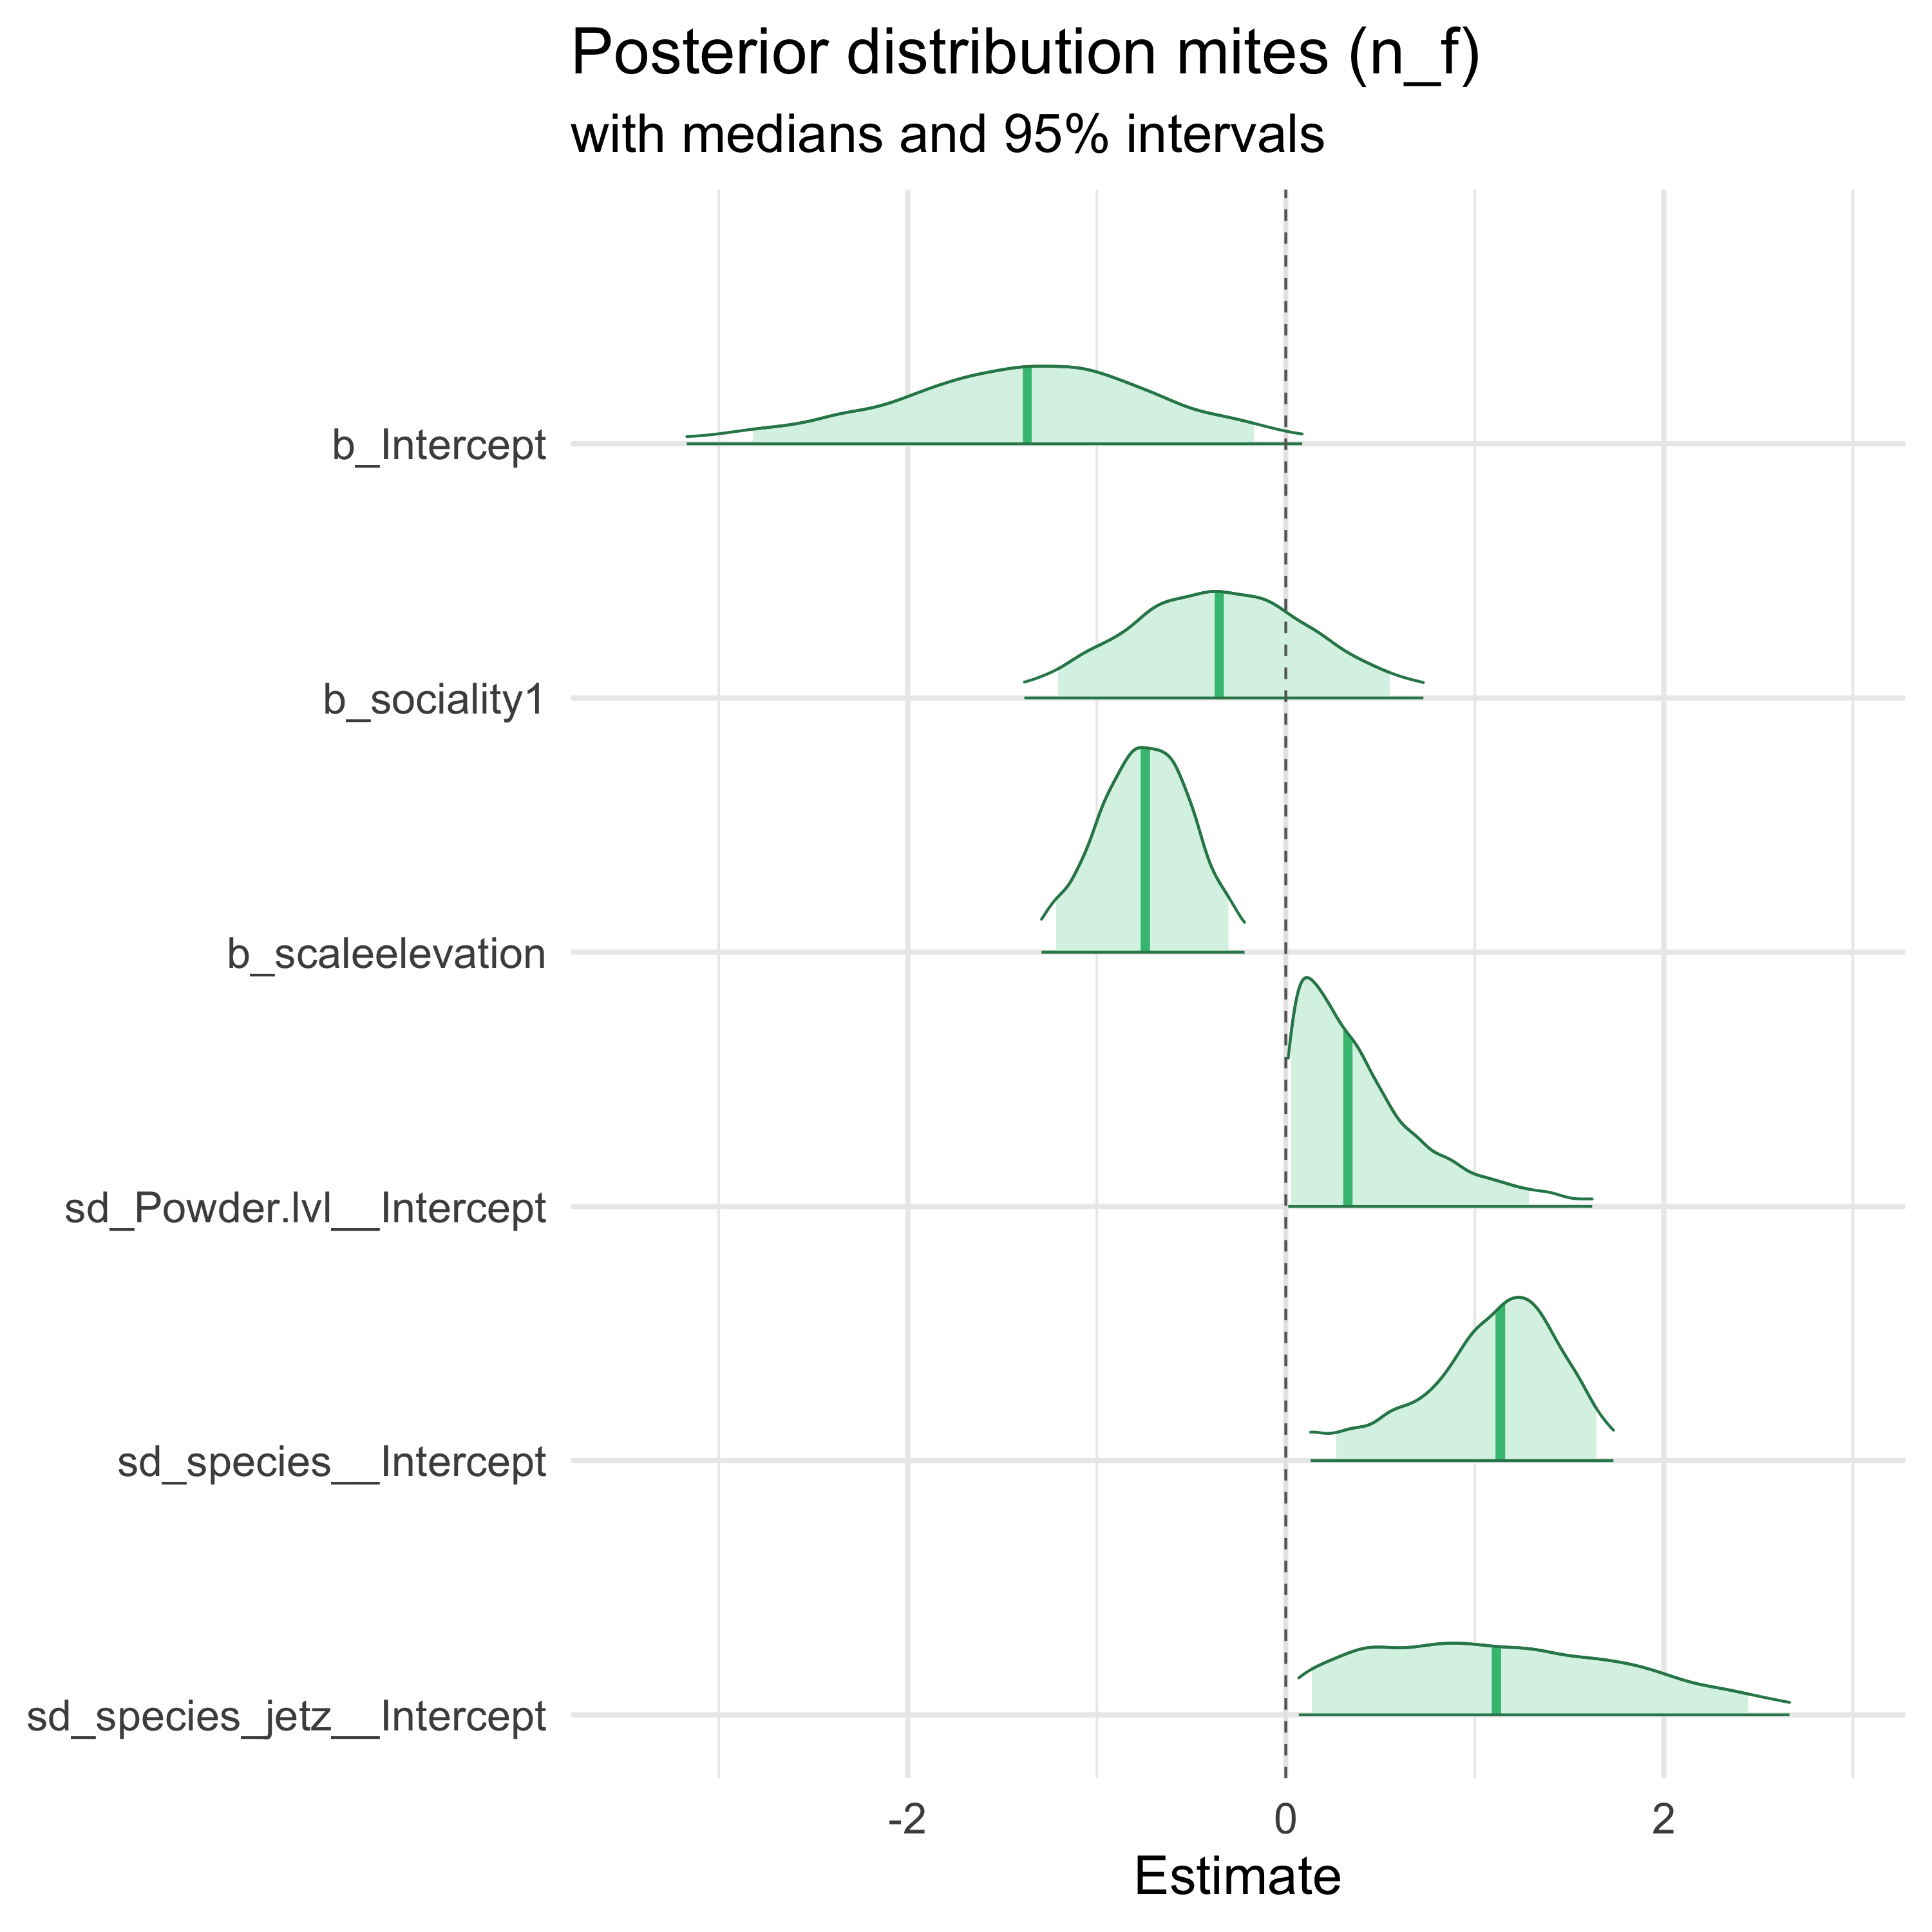 Posterior distribution mites (n_f)
with medians and 95% intervals
b_Intercept
b_sociality1
b_scaleelevation
sd_Powder.lvl__Intercept
sd_species__Intercept
sd_species_jetz__Intercept
-2 0 2
Estimate